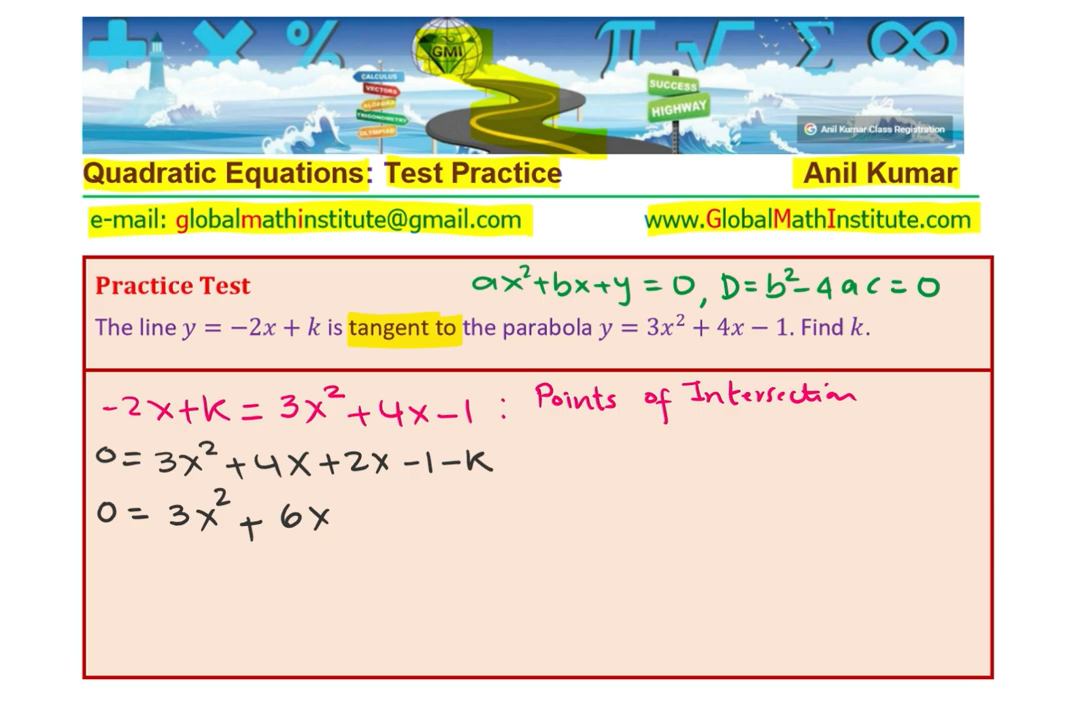 GMI
CALCULUS
VECTORS
ALGEBRA
TRIGONOMETRY
OLYMPIAD
SUCCESS
HIGHWAY
Anil Kumar Class Registration
Quadratic Equations: Test Practice Anil Kumar
e-mail: globalmathinstitute@gmail.com www.GlobalMathInstitute.com
Practice Test ax²+bx+y = 0, D=b²-4ac=0
The line y = −2x + k is tangent to the parabola y = 3x² + 4x − 1. Find k.
-2x+k = 3x²+4x-1 : Points of Intersection
0 = 3x²+4x+2x-1-k
0 = 3x² + 6x